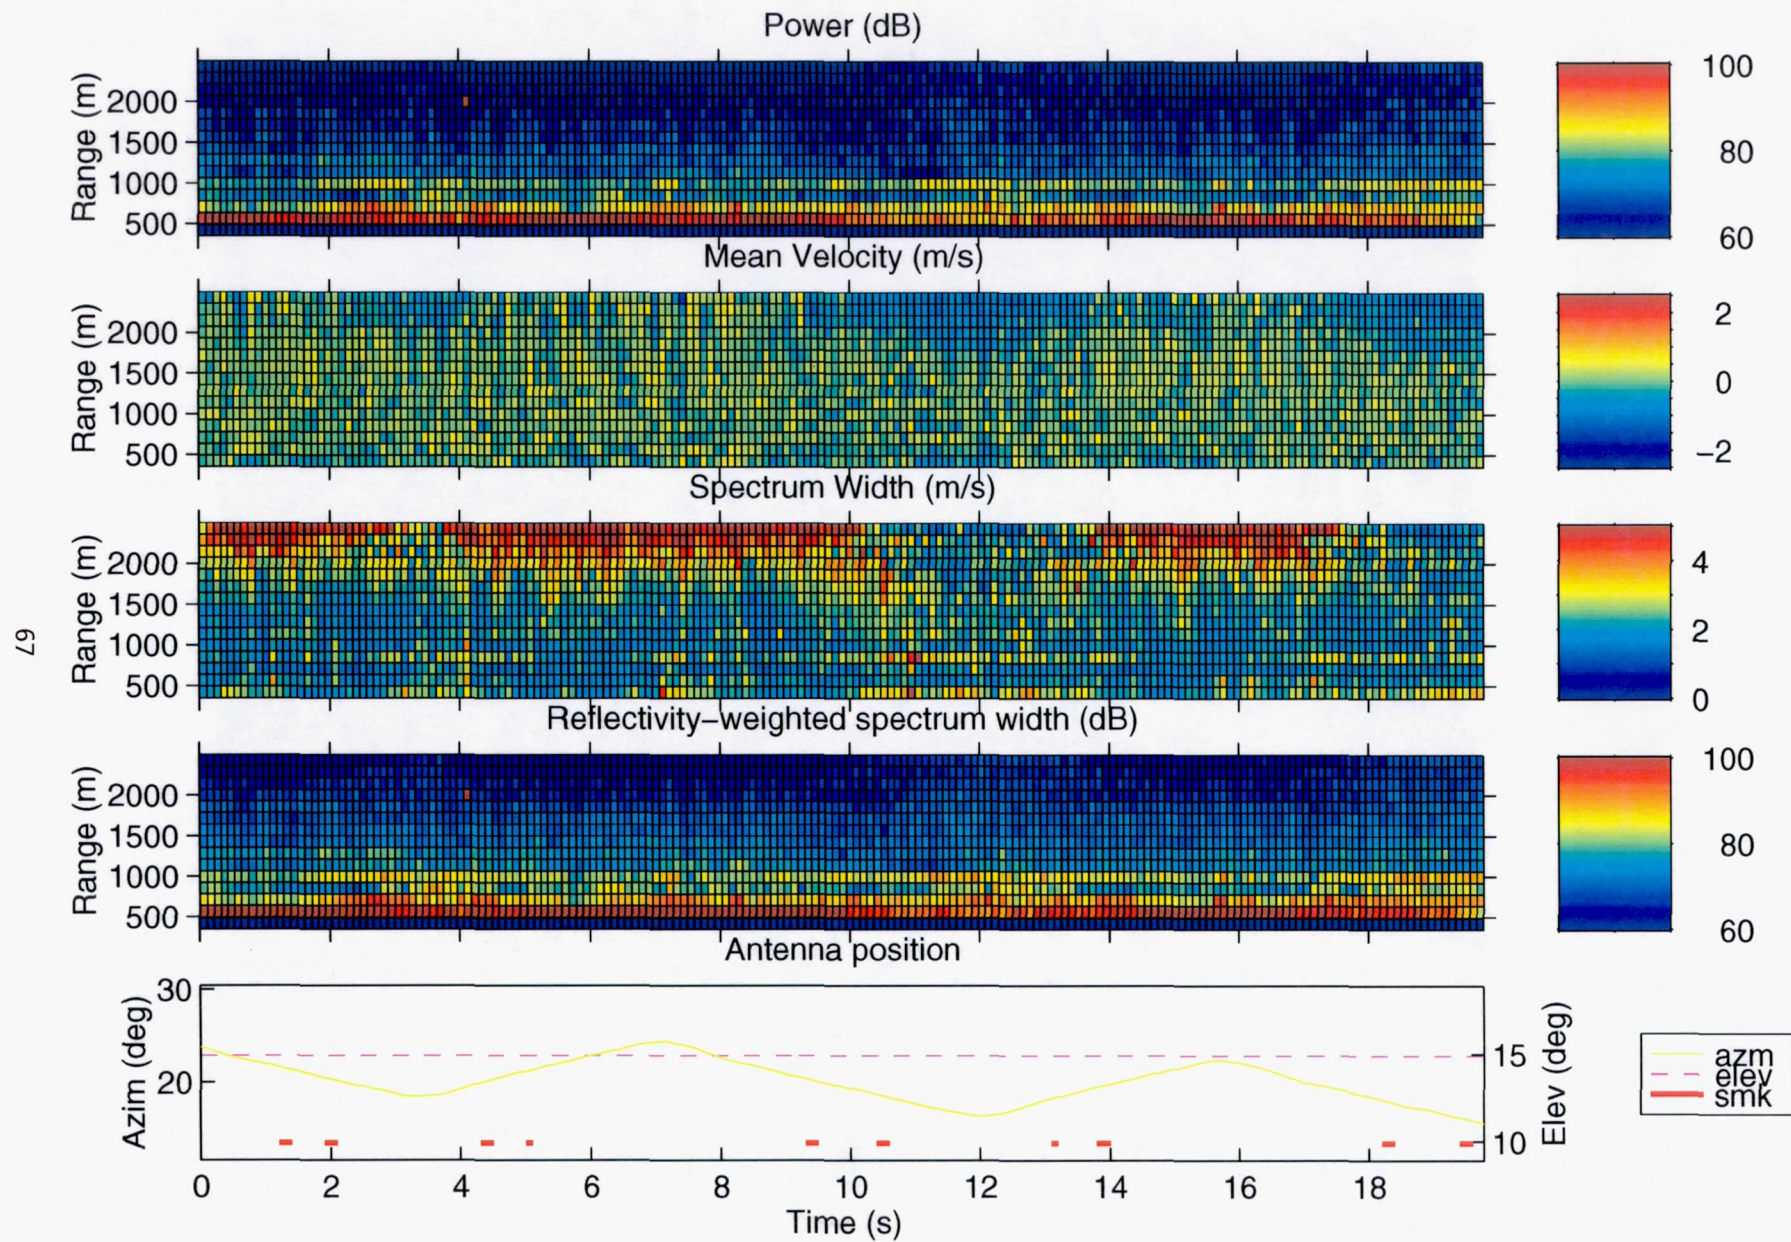 Power (dB)
Range (m)
2000
1500
1000
500
100
80
60
Mean Velocity (m/s)
Range (m)
2000
1500
1000
500
2
0
−2
Spectrum Width (m/s)
Range (m)
2000
1500
1000
500
4
2
0
67
Reflectivity−weighted spectrum width (dB)
Range (m)
2000
1500
1000
500
100
80
60
Antenna position
Azim (deg)
30
20
15
10
Elev (deg)
azm
elev
smk
0 2 4 6 8 10 12 14 16 18
Time (s)